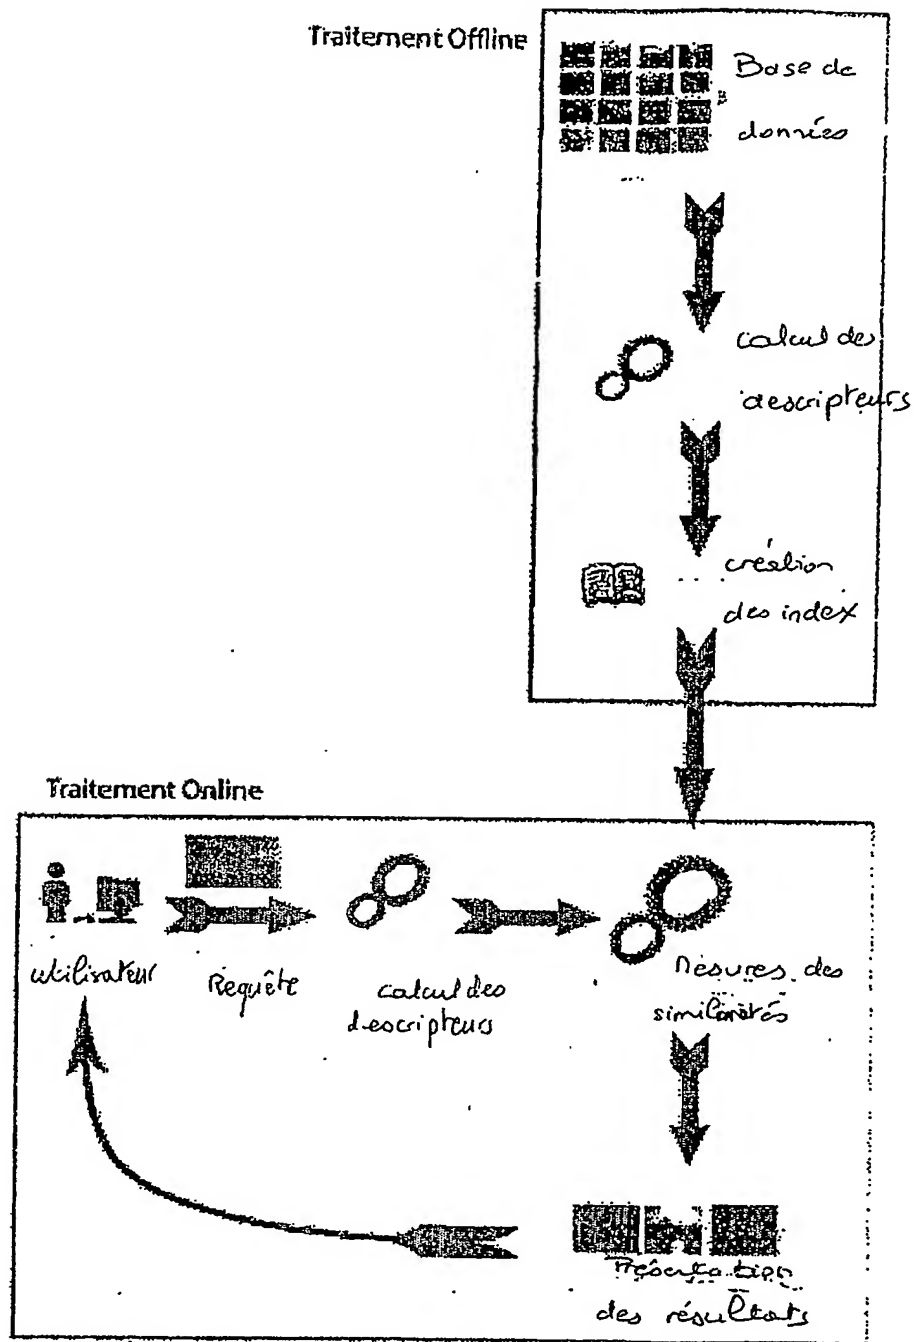 Traitement Offline
Base de
données
...
calcul des
descripteurs
...
création
des index
Traitement Online
utilisateur
Requête
calcul des
descripteurs
Mesures des
similarités
Présentation
des résultats